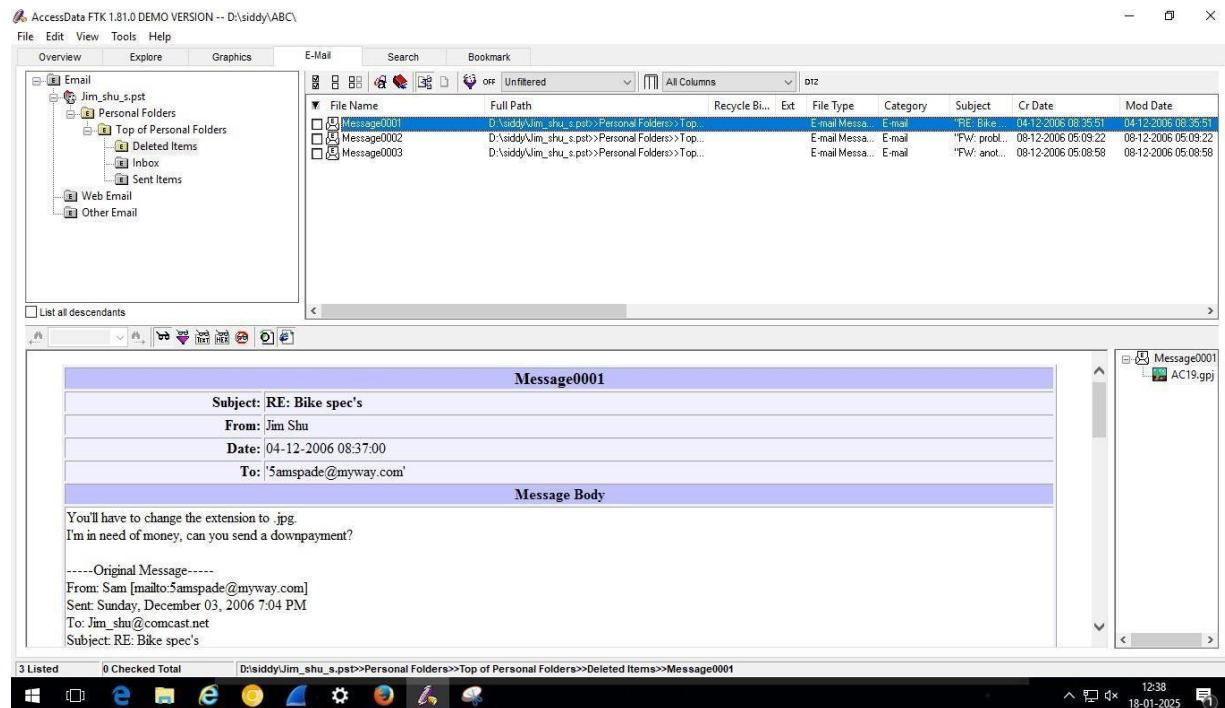 AccessData FTK 1.81.0 DEMO VERSION -- D:\siddy\ABC\
File Edit View Tools Help
Overview Explore Graphics E-Mail Search Bookmark
Email
Jim_shu_s.pst
Personal Folders
Top of Personal Folders
Deleted Items
Inbox
Sent Items
Web Email
Other Email
List all descendants
OFF Unfiltered All Columns DTZ
File Name Full Path Recycle Bi... Ext File Type Category Subject Cr Date Mod Date
Message0001 D:\siddy\Jim_shu_s.pst>>Personal Folders>>Top... E-mail Messa... E-mail "RE: Bike ... 04-12-2006 08:35:51 04-12-2006 08:35:51
Message0002 D:\siddy\Jim_shu_s.pst>>Personal Folders>>Top... E-mail Messa... E-mail "FW: probl... 08-12-2006 05:09:22 08-12-2006 05:09:22
Message0003 D:\siddy\Jim_shu_s.pst>>Personal Folders>>Top... E-mail Messa... E-mail "FW: anot... 08-12-2006 05:08:58 08-12-2006 05:08:58
TEXT HEX
Message0001
Subject: RE: Bike spec's
From: Jim Shu
Date: 04-12-2006 08:37:00
To: '5amspade@myway.com'
Message Body
You'll have to change the extension to .jpg.
I'm in need of money, can you send a downpayment?
-----Original Message-----
From: Sam [mailto:5amspade@myway.com]
Sent: Sunday, December 03, 2006 7:04 PM
To: Jim_shu@comcast.net
Subject: RE: Bike spec's
Message0001
AC19.gpj
3 Listed 0 Checked Total D:\siddy\Jim_shu_s.pst>>Personal Folders>>Top of Personal Folders>>Deleted Items>>Message0001
12:38
18-01-2025